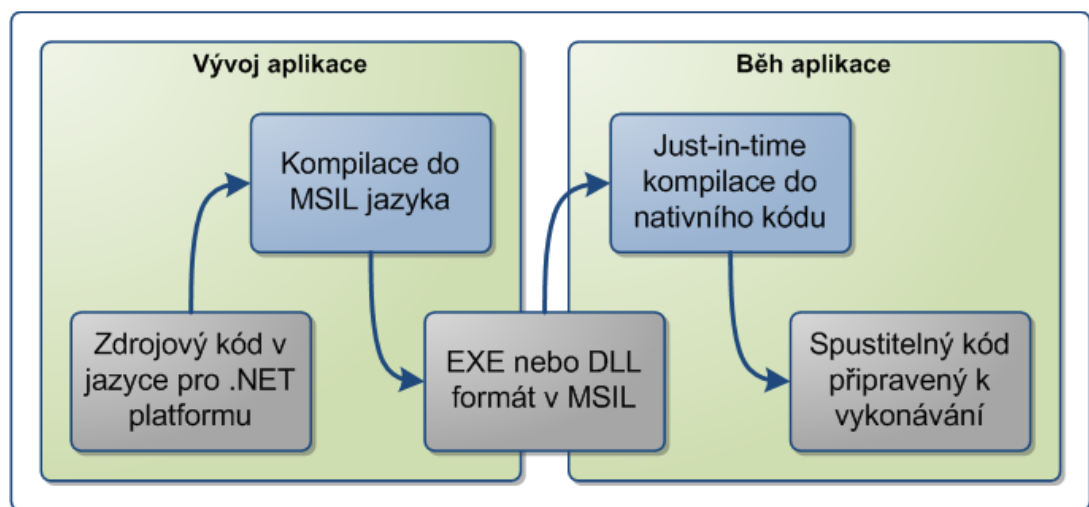 Vývoj aplikace
Zdrojový kód v
jazyce pro .NET
platformu
Kompilace do
MSIL jazyka
EXE nebo DLL
formát v MSIL
Běh aplikace
Just-in-time
kompilace do
nativního kódu
Spustitelný kód
připravený k
vykonávání